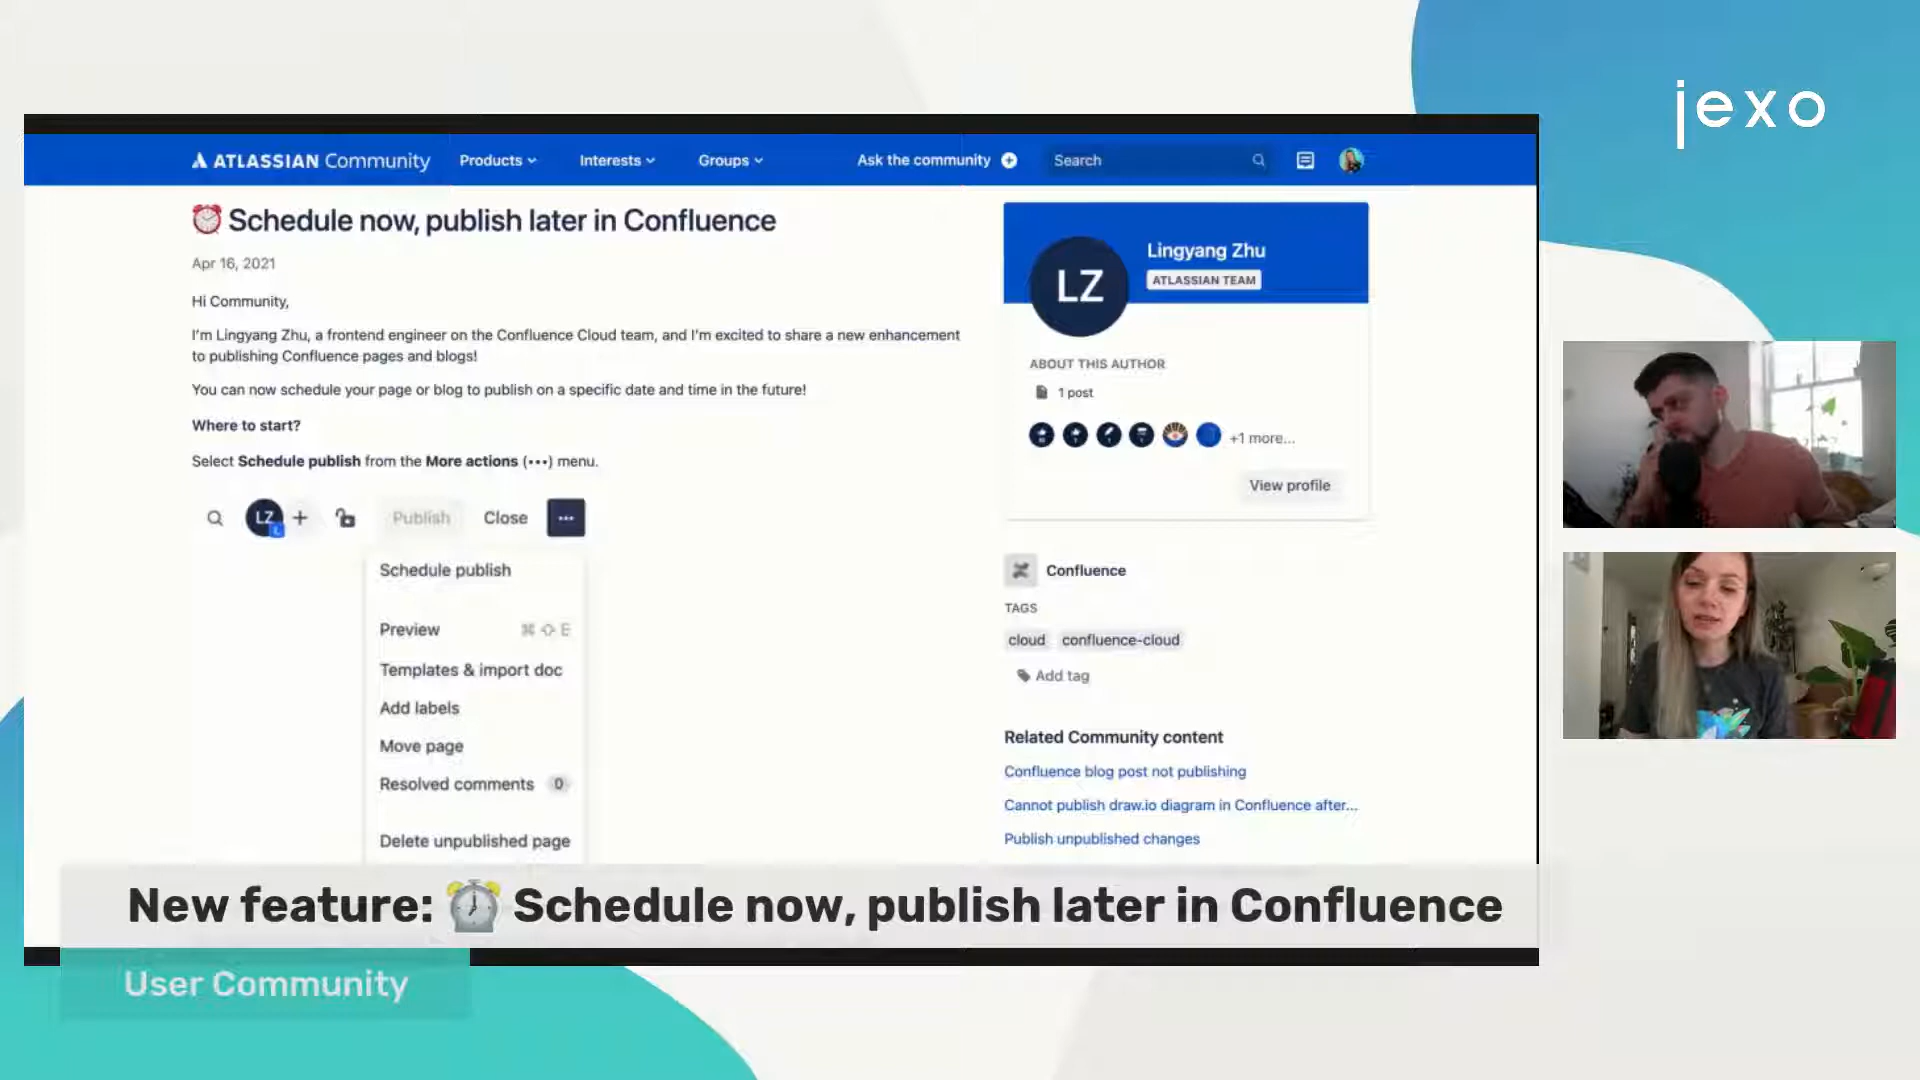 jexo
ATLASSIAN Community
Products
Interests
Groups
Ask the community
Search
⏰ Schedule now, publish later in Confluence
Apr 16, 2021
Hi Community,
I'm Lingyang Zhu, a frontend engineer on the Confluence Cloud team, and I'm excited to share a new enhancement
to publishing Confluence pages and blogs!
You can now schedule your page or blog to publish on a specific date and time in the future!
Where to start?
Select Schedule publish from the More actions (•••) menu.
LZ
Publish
Close
Schedule publish
Preview ⌘ ⇧ E
Templates & import doc
Add labels
Move page
Resolved comments 0
Delete unpublished page
LZ
Lingyang Zhu
ATLASSIAN TEAM
ABOUT THIS AUTHOR
1 post
+1 more...
View profile
Confluence
TAGS
cloud confluence-cloud
Add tag
Related Community content
Confluence blog post not publishing
Cannot publish draw.io diagram in Confluence after...
Publish unpublished changes
New feature: ⏰ Schedule now, publish later in Confluence
User Community